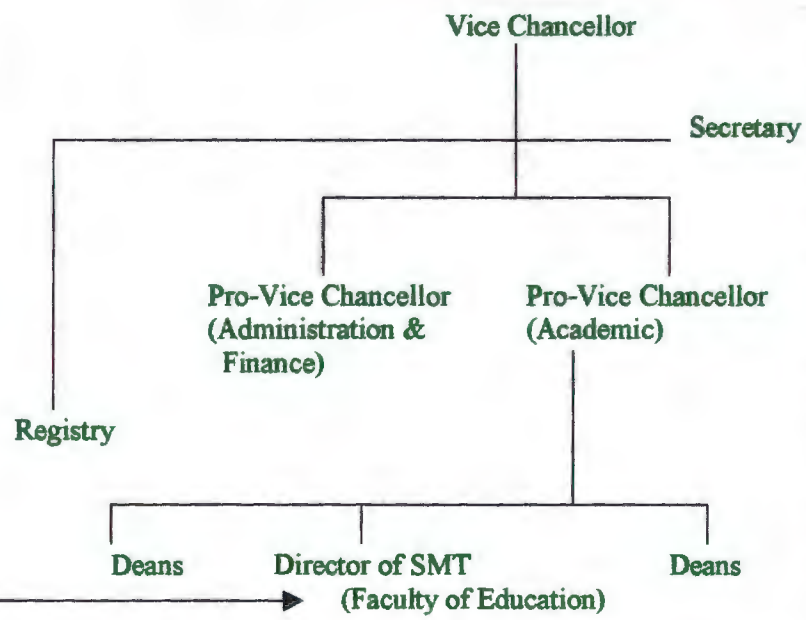 Vice Chancellor
Secretary
Pro-Vice Chancellor
(Administration &
Finance)
Pro-Vice Chancellor
(Academic)
Registry
Deans
Director of SMT
(Faculty of Education)
Deans